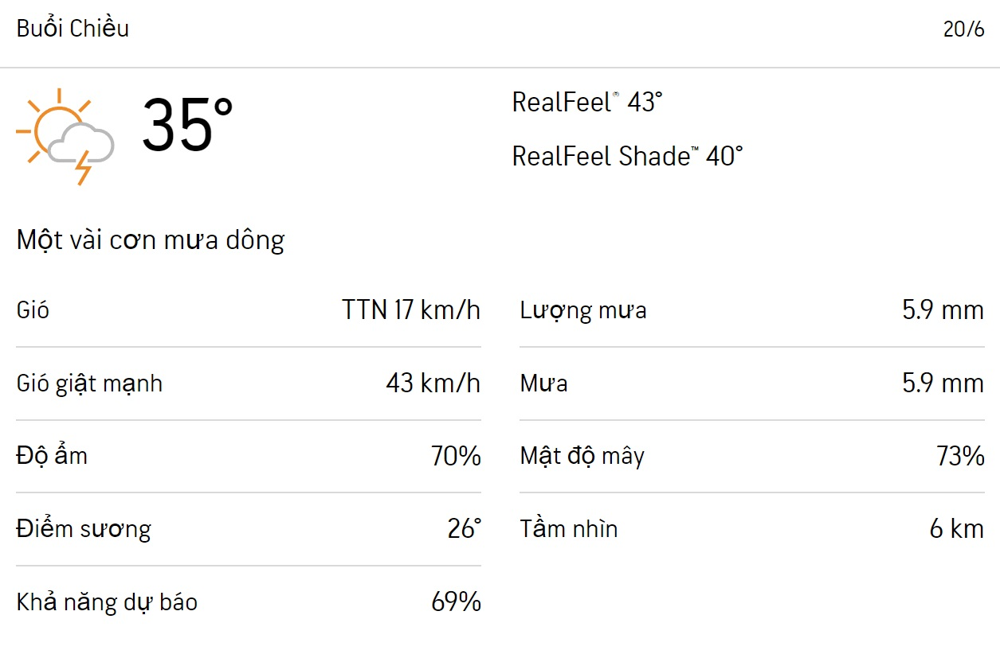 Buổi Chiều 20/6
35° RealFeel® 43°
RealFeel Shade™ 40°
Một vài cơn mưa dông
Gió TTN 17 km/h Lượng mưa 5.9 mm
Gió giật mạnh 43 km/h Mưa 5.9 mm
Độ ẩm 70% Mật độ mây 73%
Điểm sương 26° Tầm nhìn 6 km
Khả năng dự báo 69%